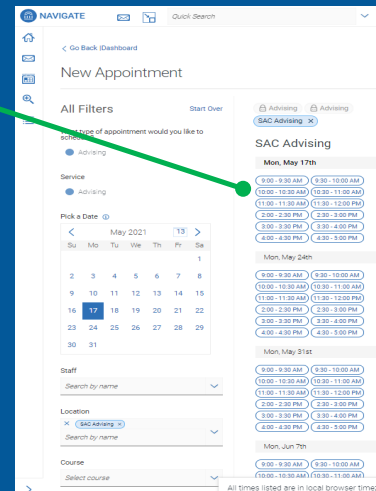 NAVIGATE
Quick Search
Go Back |Dashboard
New Appointment
All Filters
Start Over
What type of appointment would you like to
schedule?
Advising
Service
Advising
Pick a Date
May 2021
13
Su Mo Tu We Th Fr Sa
1
2 3 4 5 6 7 8
9 10 11 12 13 14 15
16 17 18 19 20 21 22
23 24 25 26 27 28 29
30 31
Staff
Search by name
Location
SAC Advising ×
Search by name
Course
Select course
Advising Advising
SAC Advising ×
SAC Advising
Mon, May 17th
9:00 - 9:30 AM 9:30 - 10:00 AM
10:00 - 10:30 AM 10:30 - 11:00 AM
11:00 - 11:30 AM 11:30 - 12:00 PM
2:00 - 2:30 PM 2:30 - 3:00 PM
3:00 - 3:30 PM 3:30 - 4:00 PM
4:00 - 4:30 PM 4:30 - 5:00 PM
Mon, May 24th
9:00 - 9:30 AM 9:30 - 10:00 AM
10:00 - 10:30 AM 10:30 - 11:00 AM
11:00 - 11:30 AM 11:30 - 12:00 PM
2:00 - 2:30 PM 2:30 - 3:00 PM
3:00 - 3:30 PM 3:30 - 4:00 PM
4:00 - 4:30 PM 4:30 - 5:00 PM
Mon, May 31st
9:00 - 9:30 AM 9:30 - 10:00 AM
10:00 - 10:30 AM 10:30 - 11:00 AM
11:00 - 11:30 AM 11:30 - 12:00 PM
2:00 - 2:30 PM 2:30 - 3:00 PM
3:00 - 3:30 PM 3:30 - 4:00 PM
4:00 - 4:30 PM 4:30 - 5:00 PM
Mon, Jun 7th
9:00 - 9:30 AM 9:30 - 10:00 AM
10:00 - 10:30 AM 10:30 - 11:00 AM
All times listed are in local browser time